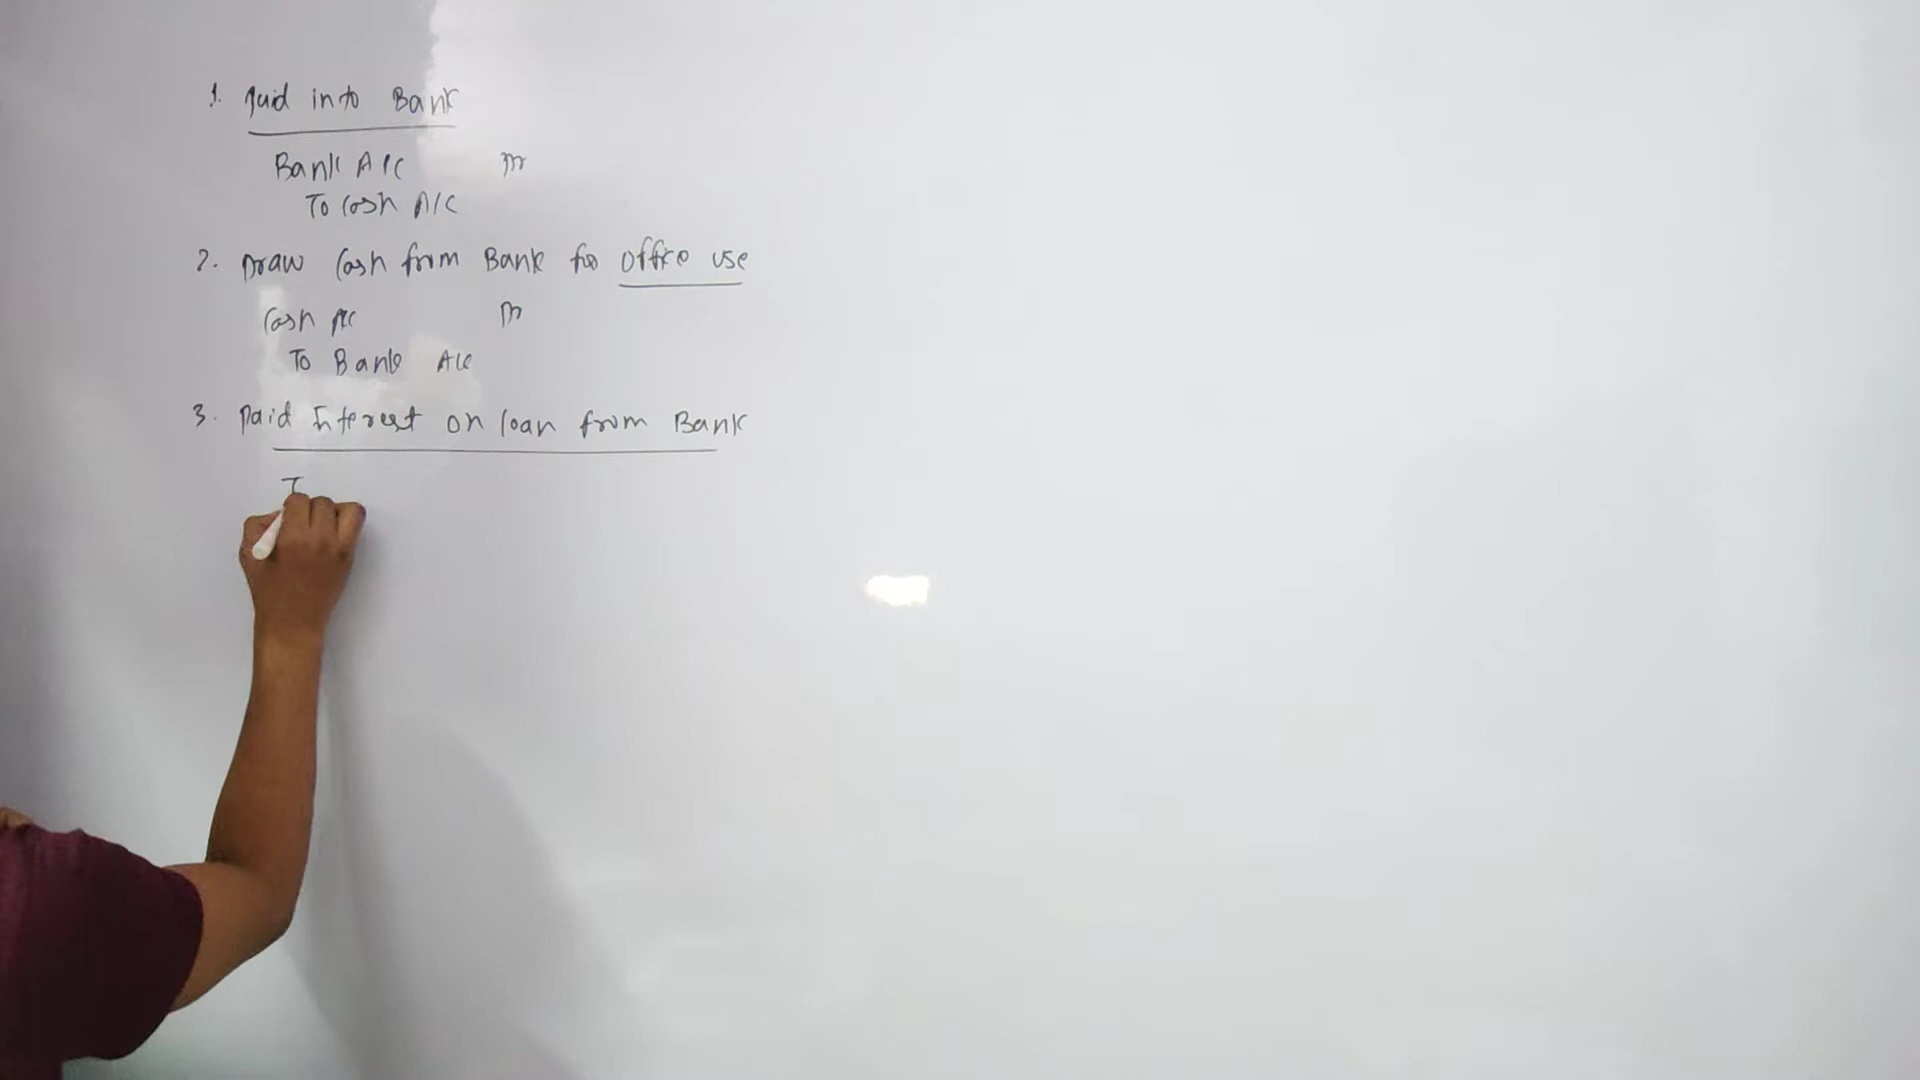 1. paid into Bank
Bank A/C Dr
To Cash A/C
2. Draw Cash from Bank for office use
Cash A/C Dr
To Bank A/C
3. Paid Interest on loan from Bank
I